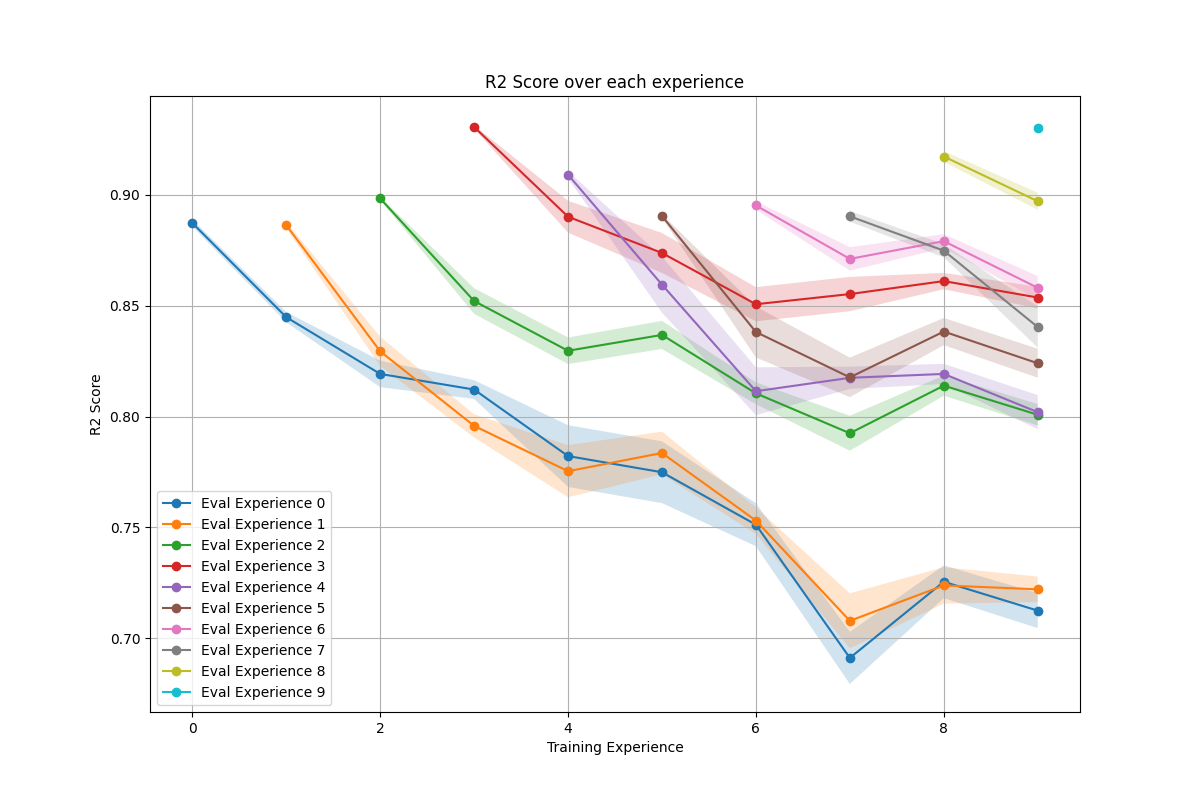 R2 Score over each experience
0.90
0.85
0.80
0.75
0.70
R2 Score
Eval Experience 0
Eval Experience 1
Eval Experience 2
Eval Experience 3
Eval Experience 4
Eval Experience 5
Eval Experience 6
Eval Experience 7
Eval Experience 8
Eval Experience 9
0 2 4 6 8
Training Experience